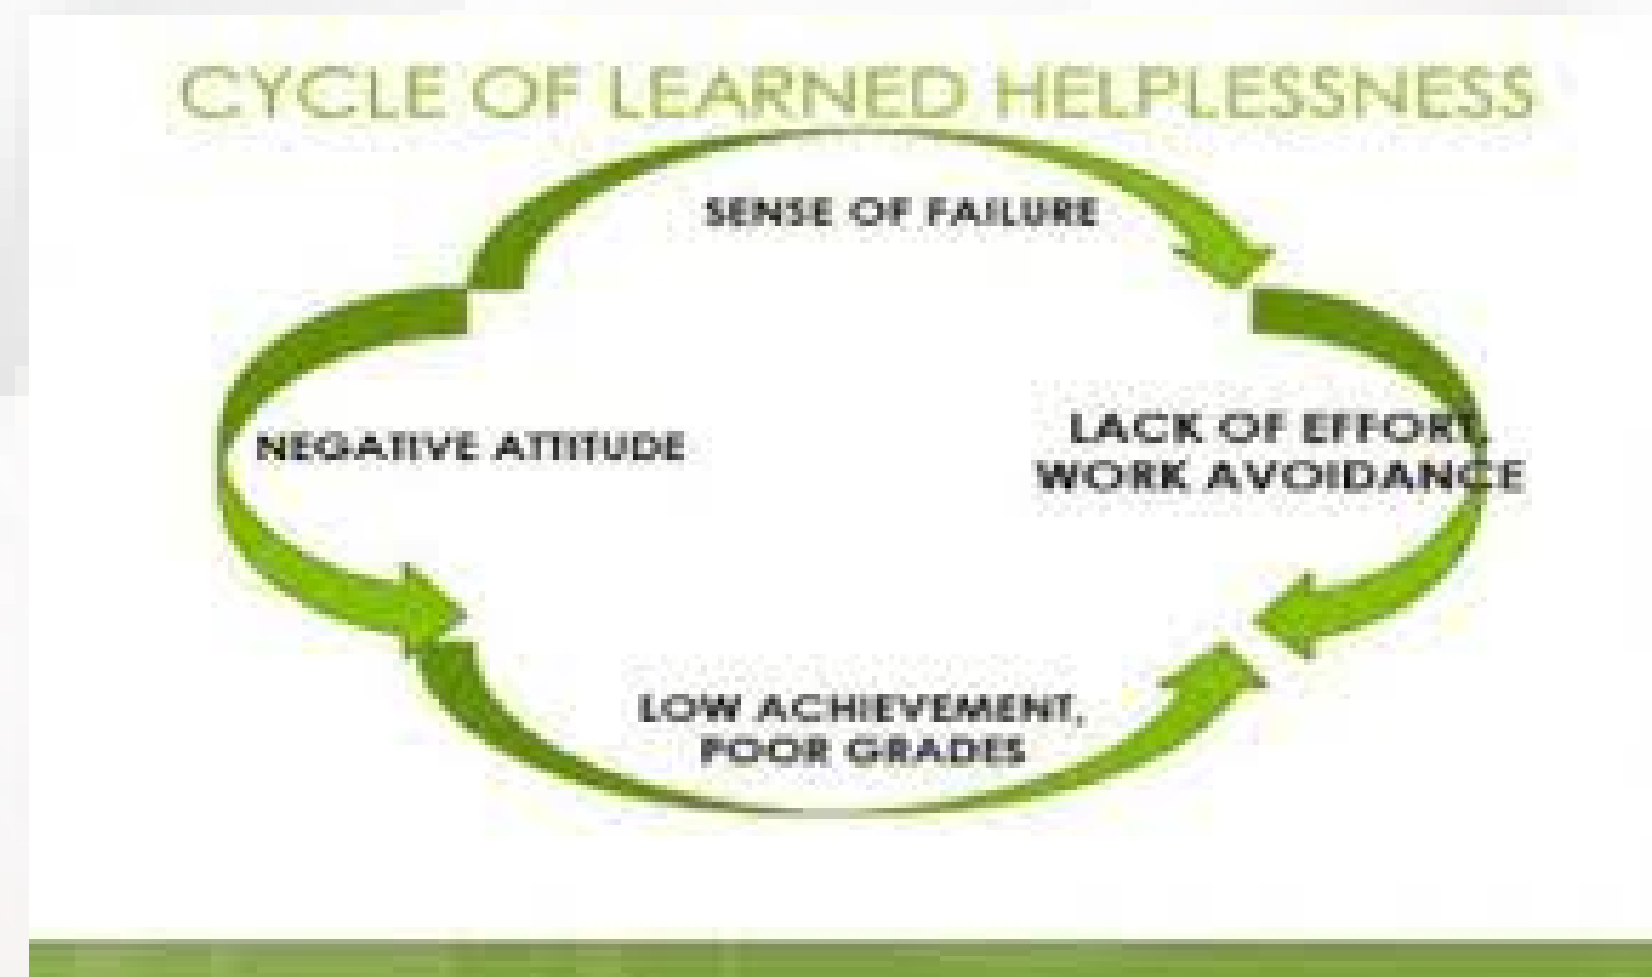 CYCLE OF LEARNED HELPLESSNESS
SENSE OF FAILURE
NEGATIVE ATTITUDE
LACK OF EFFORT,
WORK AVOIDANCE
LOW ACHIEVEMENT,
POOR GRADES